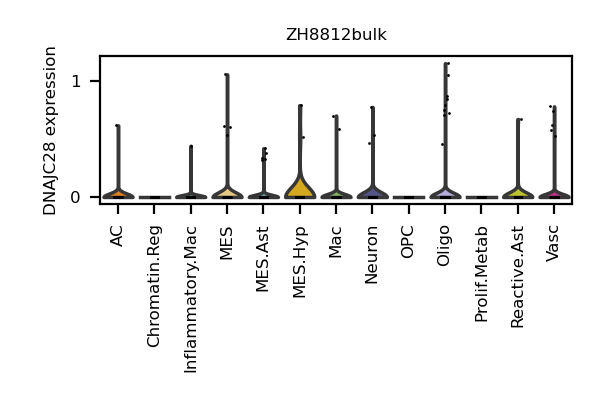 ZH8812bulk
DNAJC28 expression
1
0
AC
Chromatin.Reg
Inflammatory.Mac
MES
MES.Ast
MES.Hyp
Mac
Neuron
OPC
Oligo
Prolif.Metab
Reactive.Ast
Vasc